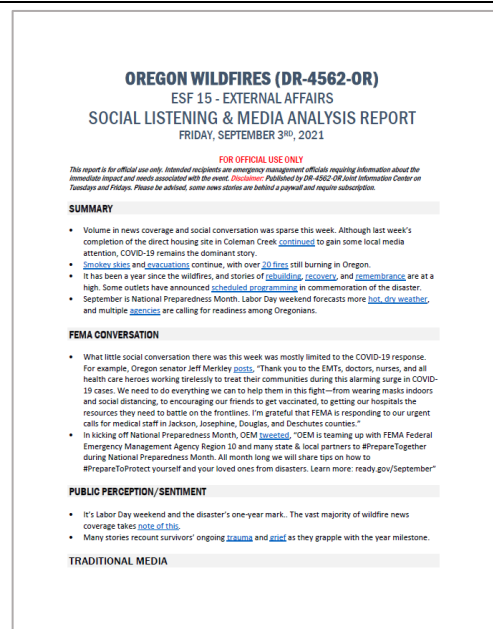 OREGON WILDFIRES (DR-4562-OR)
ESF 15 - EXTERNAL AFFAIRS
SOCIAL LISTENING & MEDIA ANALYSIS REPORT
FRIDAY, SEPTEMBER 3RD, 2021
FOR OFFICIAL USE ONLY
This report is for official use only. Intended recipients are emergency management officials requiring information about the
immediate impact and needs associated with the event. Disclaimer: Published by DR-4562-OR Joint Information Center on
Tuesdays and Fridays. Please be advised, some news stories are behind a paywall and require subscription.
SUMMARY
• Volume in news coverage and social conversation was sparse this week. Although last week's
completion of the direct housing site in Coleman Creek continued to gain some local media
attention, COVID-19 remains the dominant story.
• Smokey skies and evacuations continue, with over 20 fires still burning in Oregon.
• It has been a year since the wildfires, and stories of rebuilding, recovery, and remembrance are at a
high. Some outlets have announced scheduled programming in commemoration of the disaster.
• September is National Preparedness Month. Labor Day weekend forecasts more hot, dry weather,
and multiple agencies are calling for readiness among Oregonians.
FEMA CONVERSATION
• What little social conversation there was this week was mostly limited to the COVID-19 response.
For example, Oregon senator Jeff Merkley posts, "Thank you to the EMTs, doctors, nurses, and all
health care heroes working tirelessly to treat their communities during this alarming surge in COVID-
19 cases. We need to do everything we can to help them in this fight—from wearing masks indoors
and social distancing, to encouraging our friends to get vaccinated, to getting our hospitals the
resources they need to battle on the frontlines. I'm grateful that FEMA is responding to our urgent
calls for medical staff in Jackson, Josephine, Douglas, and Deschutes counties."
• In kicking off National Preparedness Month, OEM tweeted, "OEM is teaming up with FEMA Federal
Emergency Management Agency Region 10 and many state & local partners to #PrepareTogether
during National Preparedness Month. All month long we will share tips on how to
#PrepareToProtect yourself and your loved ones from disasters. Learn more: ready.gov/September"
PUBLIC PERCEPTION/SENTIMENT
• It's Labor Day weekend and the disaster's one-year mark.. The vast majority of wildfire news
coverage takes note of this.
• Many stories recount survivors' ongoing trauma and grief as they grapple with the year milestone.
TRADITIONAL MEDIA